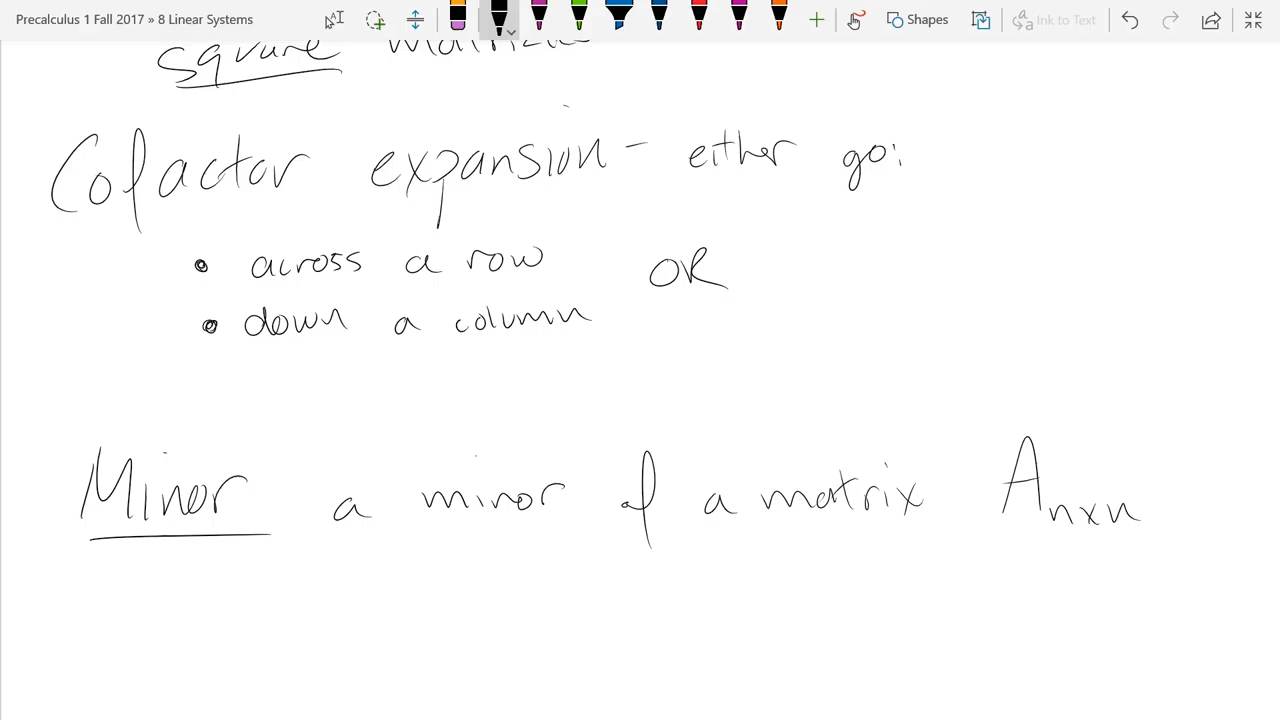 Precalculus 1 Fall 2017 » 8 Linear Systems
Shapes
Ink to Text
square
Cofactor expansion - either go:
• across a row OR
• down a column
Minor a minor of a matrix Anxn